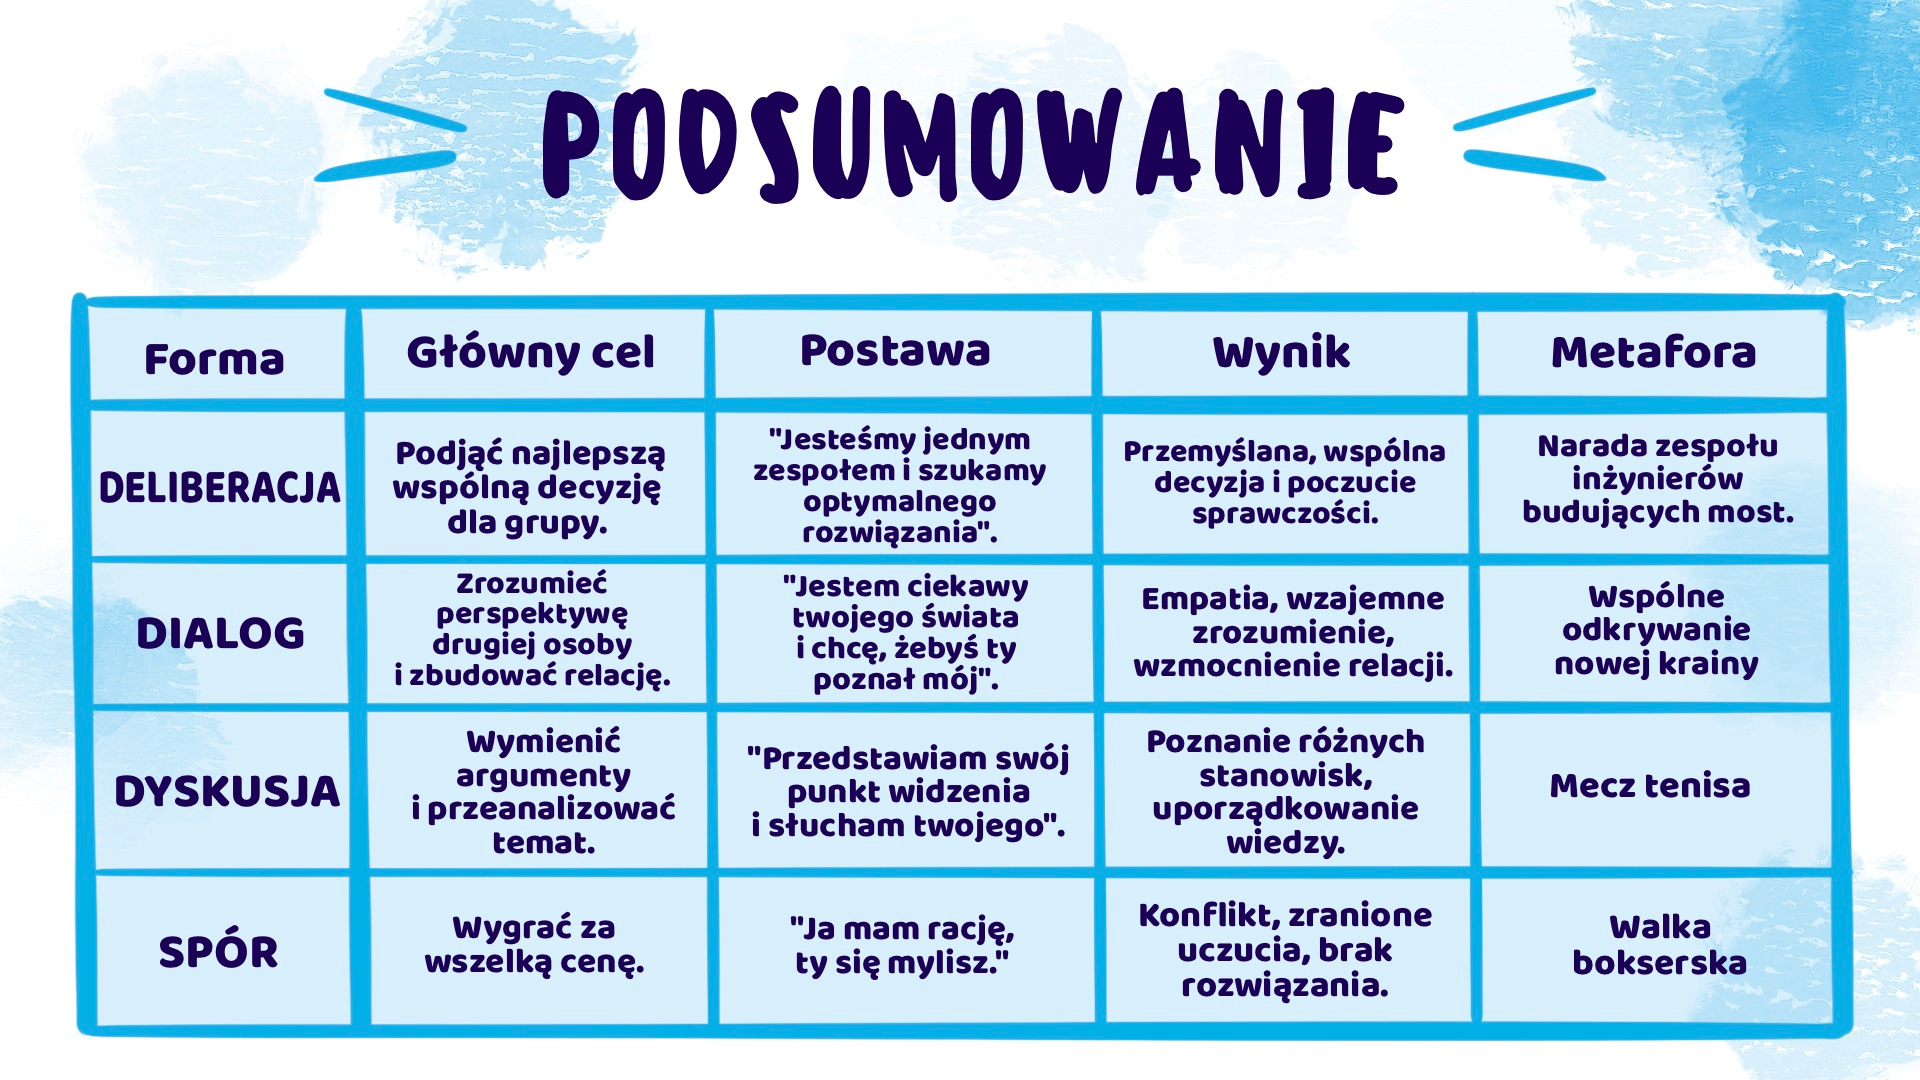 PODSUMOWANIE
Forma
Główny cel
Postawa
Wynik
Metafora
DELIBERACJA
Podjąć najlepszą
wspólną decyzję
dla grupy.
"Jesteśmy jednym
zespołem i szukamy
optymalnego
rozwiązania".
Przemyślana, wspólna
decyzja i poczucie
sprawczości.
Narada zespołu
inżynierów
budujących most.
DIALOG
Zrozumieć
perspektywę
drugiej osoby
i zbudować relację.
"Jestem ciekawy
twojego świata
i chcę, żebyś ty
poznał mój".
Empatia, wzajemne
zrozumienie,
wzmocnienie relacji.
Wspólne
odkrywanie
nowej krainy
DYSKUSJA
Wymienić
argumenty
i przeanalizować
temat.
"Przedstawiam swój
punkt widzenia
i słucham twojego".
Poznanie różnych
stanowisk,
uporządkowanie
wiedzy.
Mecz tenisa
SPÓR
Wygrać za
wszelką cenę.
"Ja mam rację,
ty się mylisz."
Konflikt, zranione
uczucia, brak
rozwiązania.
Walka
bokserska